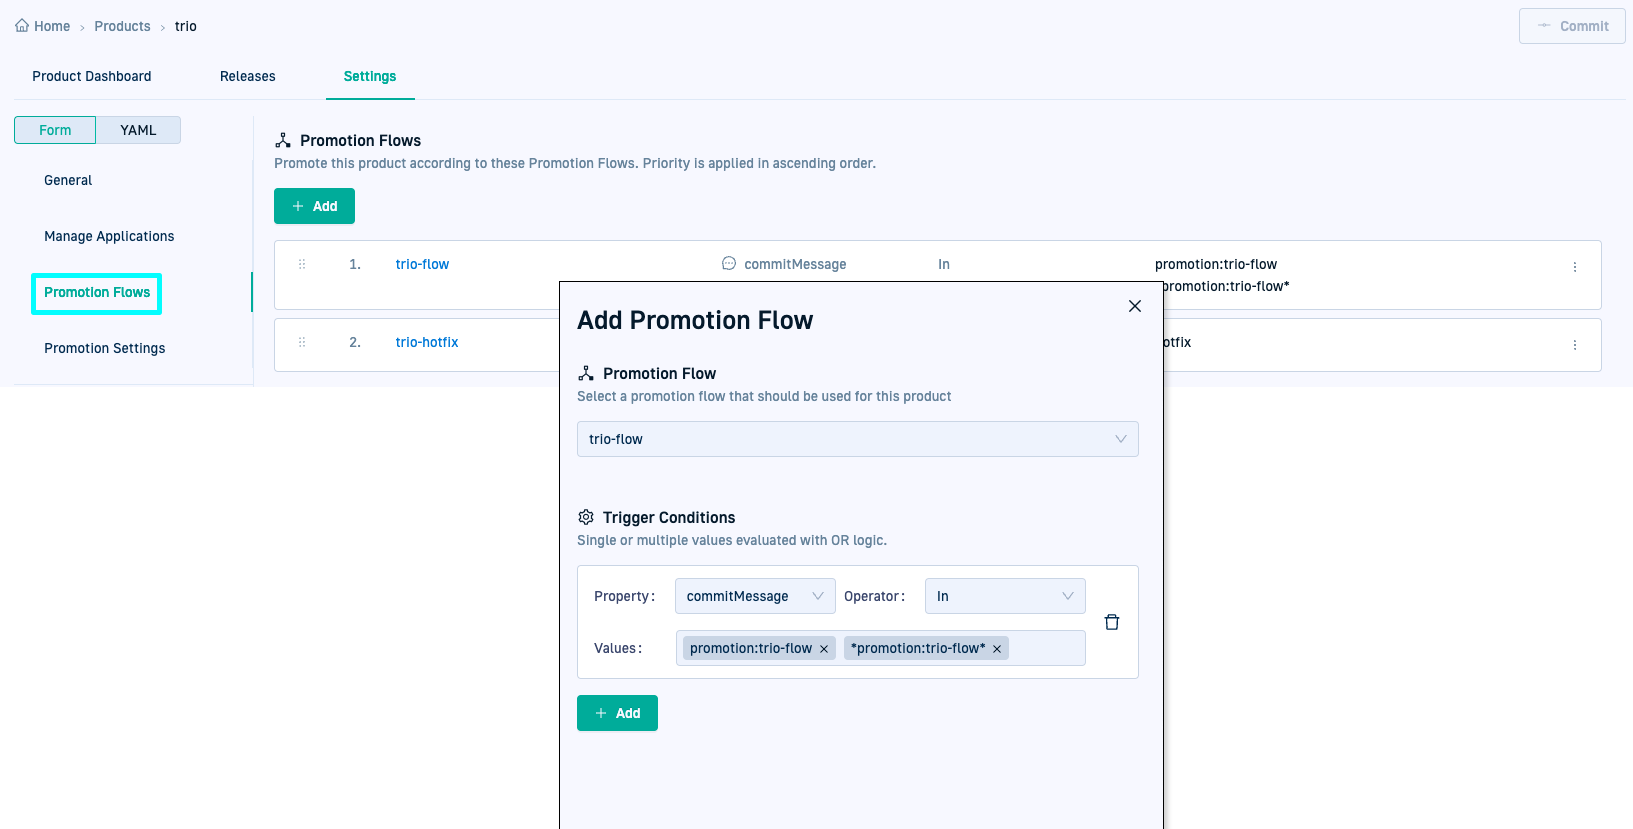 Home > Products > trio
Commit
Product Dashboard Releases Settings
Form YAML
General
Manage Applications
Promotion Flows
Promotion Settings
Promotion Flows
Promote this product according to these Promotion Flows. Priority is applied in ascending order.
+ Add
1. trio-flow commitMessage In promotion:trio-flow
promotion:trio-flow*
2. trio-hotfix otfix
Add Promotion Flow
Promotion Flow
Select a promotion flow that should be used for this product
trio-flow
Trigger Conditions
Single or multiple values evaluated with OR logic.
Property: commitMessage Operator: In
Values: promotion:trio-flow × *promotion:trio-flow* ×
+ Add